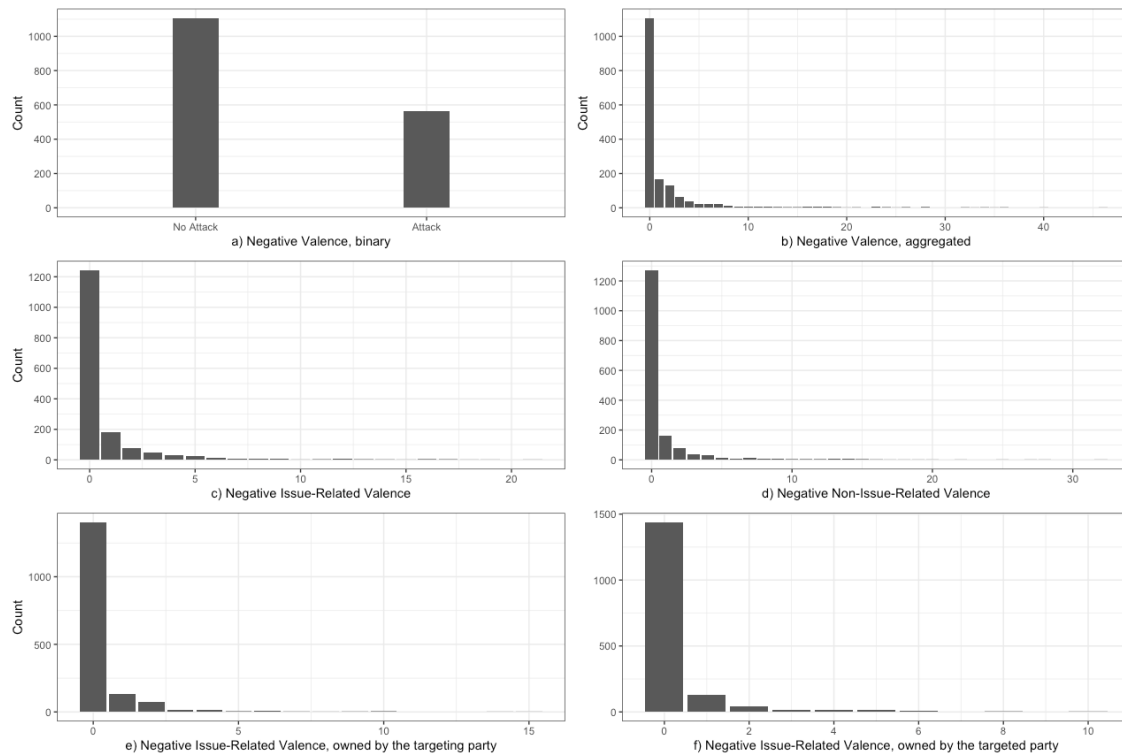 1000
800
600
400
200
0
Count
No Attack Attack
a) Negative Valence, binary
1000
800
600
400
200
0
Count
0 10 20 30 40
b) Negative Valence, aggregated
1200
1000
800
600
400
200
0
Count
0 5 10 15 20
c) Negative Issue-Related Valence
1200
1000
800
600
400
200
0
0 10 20 30
d) Negative Non-Issue-Related Valence
1000
500
0
Count
0 5 10 15
e) Negative Issue-Related Valence, owned by the targeting party
1500
1000
500
0
0 2 4 6 8 10
f) Negative Issue-Related Valence, owned by the targeted party